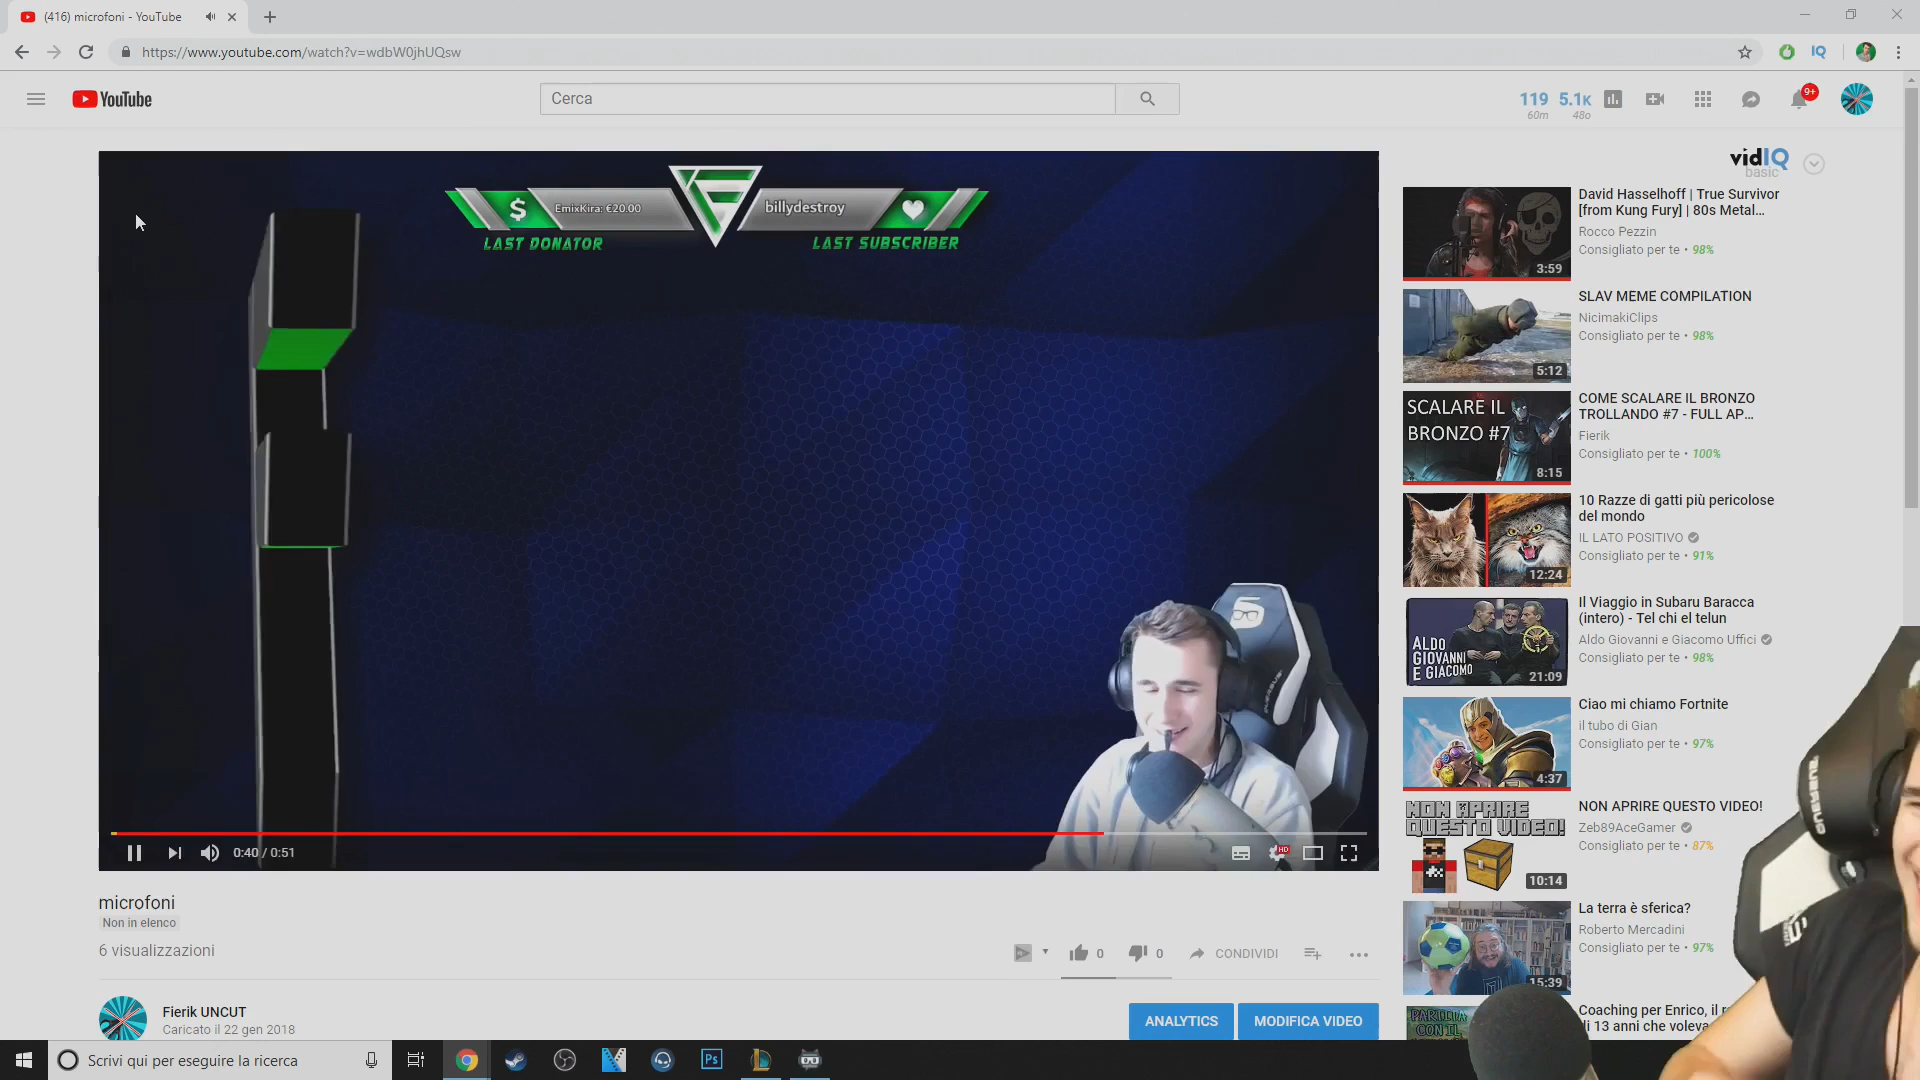 (416) microfoni - YouTube
https://www.youtube.com/watch?v=wdbW0jhUQsw
IQ
YouTube
Cerca
119
60m
5.1K
48o
9+
vidIQ
basic
$
EmixKira: €20.00
billydestroy
LAST DONATOR
LAST SUBSCRIBER
0:40 / 0:51
HD
microfoni
Non in elenco
6 visualizzazioni
0
0
CONDIVIDI
Fierik UNCUT
Caricato il 22 gen 2018
ANALYTICS
MODIFICA VIDEO
3:59
David Hasselhoff | True Survivor
[from Kung Fury] | 80s Metal...
Rocco Pezzin
Consigliato per te • 98%
5:12
SLAV MEME COMPILATION
NicimakiClips
Consigliato per te • 98%
SCALARE IL
BRONZO #7
8:15
COME SCALARE IL BRONZO
TROLLANDO #7 - FULL AP...
Fierik
Consigliato per te • 100%
12:24
10 Razze di gatti più pericolose
del mondo
IL LATO POSITIVO
Consigliato per te • 91%
ALDO
GIOVANNI
E GIACOMO
21:09
Il Viaggio in Subaru Baracca
(intero) - Tel chi el telun
Aldo Giovanni e Giacomo Uffici
Consigliato per te • 98%
4:37
Ciao mi chiamo Fortnite
il tubo di Gian
Consigliato per te • 97%
NON APRIRE
QUESTO VIDEO!
10:14
NON APRIRE QUESTO VIDEO!
Zeb89AceGamer
Consigliato per te • 87%
15:39
La terra è sferica?
Roberto Mercadini
Consigliato per te • 97%
PARTITA
CON IL
Coaching per Enrico, il
di 13 anni che voleva
Scrivi qui per eseguire la ricerca
Ps